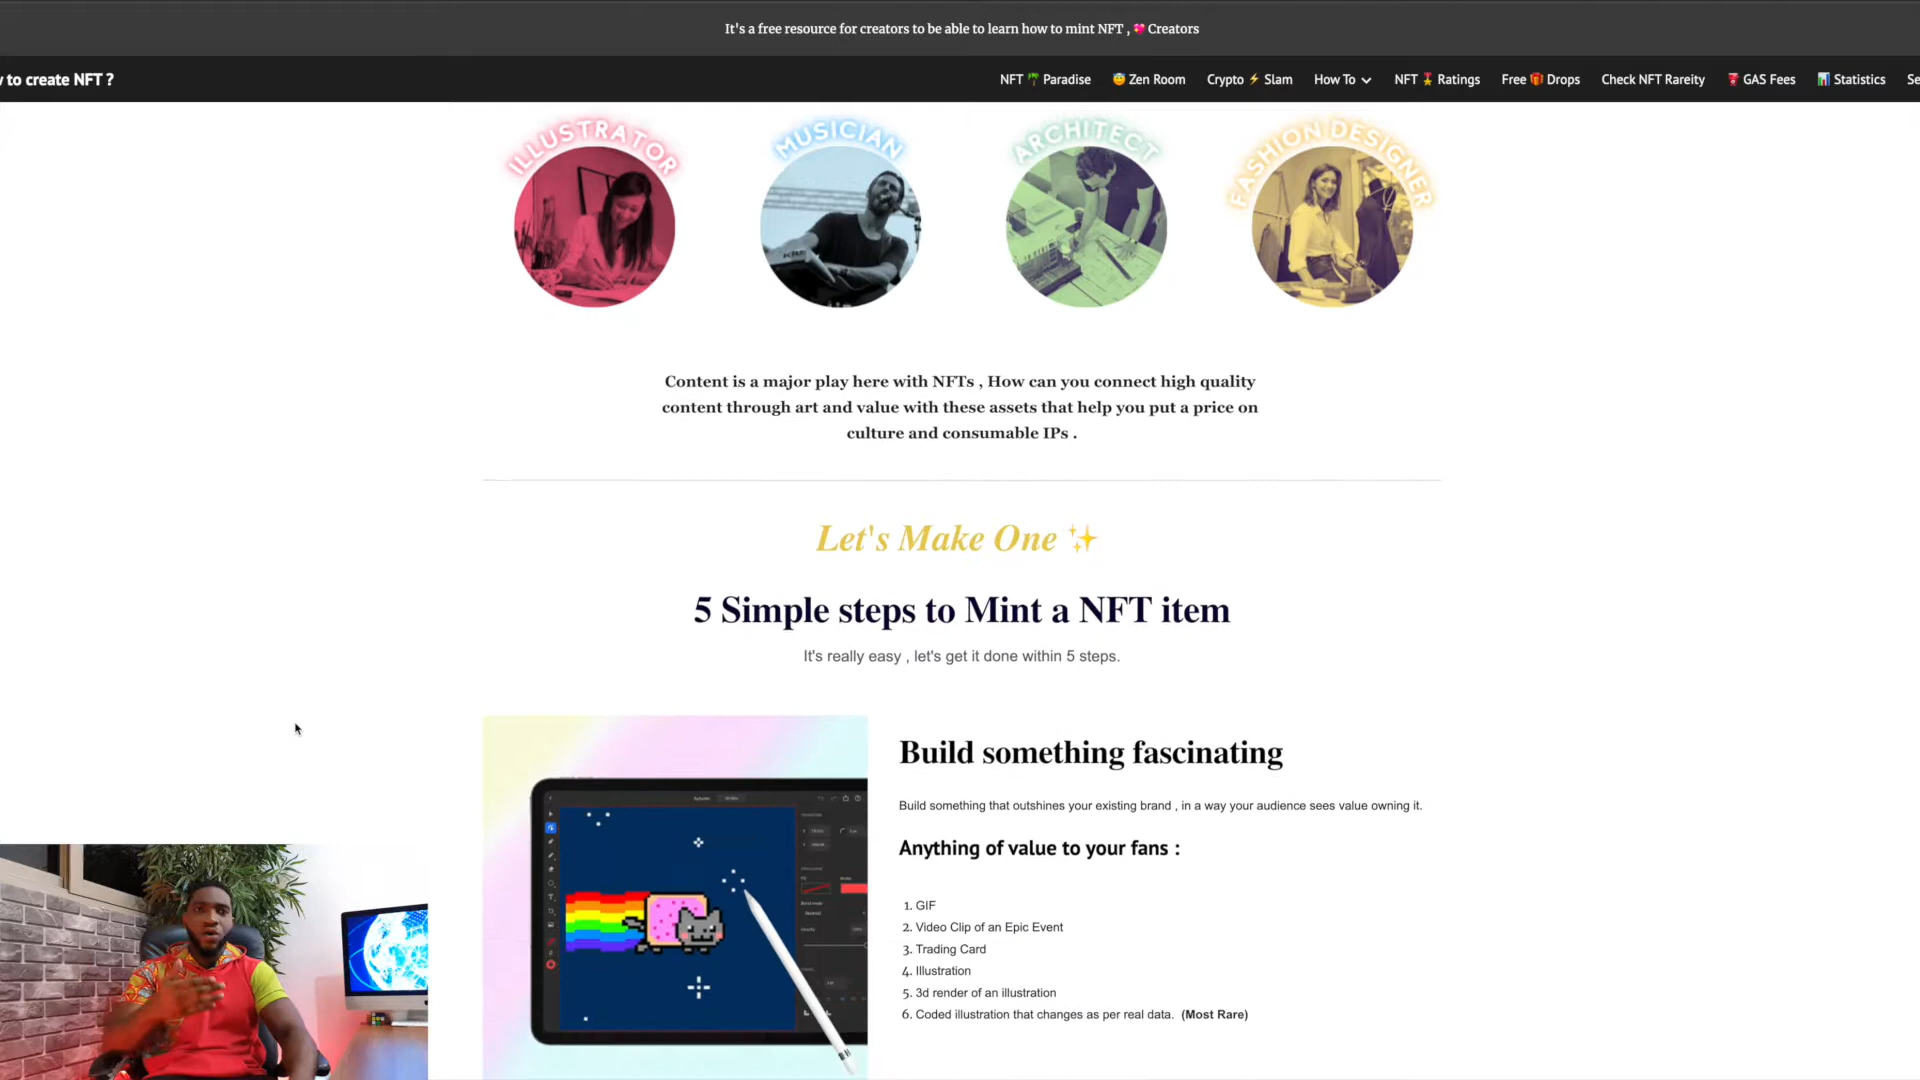 It's a free resource for creators to be able to learn how to mint NFT , 💖 Creators
to create NFT ?
NFT 🌴 Paradise 😇 Zen Room Crypto ⚡ Slam How To NFT 🎖 Ratings Free 🎁 Drops Check NFT Rareity ⛽ GAS Fees 📊 Statistics
ILLUSTRATOR MUSICIAN ARCHITECT FASHION DESIGNER
Content is a major play here with NFTs , How can you connect high quality
content through art and value with these assets that help you put a price on
culture and consumable IPs .
Let's Make One ✨
5 Simple steps to Mint a NFT item
It's really easy , let's get it done within 5 steps.
Build something fascinating
Build something that outshines your existing brand , in a way your audience sees value owning it.
Anything of value to your fans :
1. GIF
2. Video Clip of an Epic Event
3. Trading Card
4. Illustration
5. 3d render of an illustration
6. Coded illustration that changes as per real data. (Most Rare)